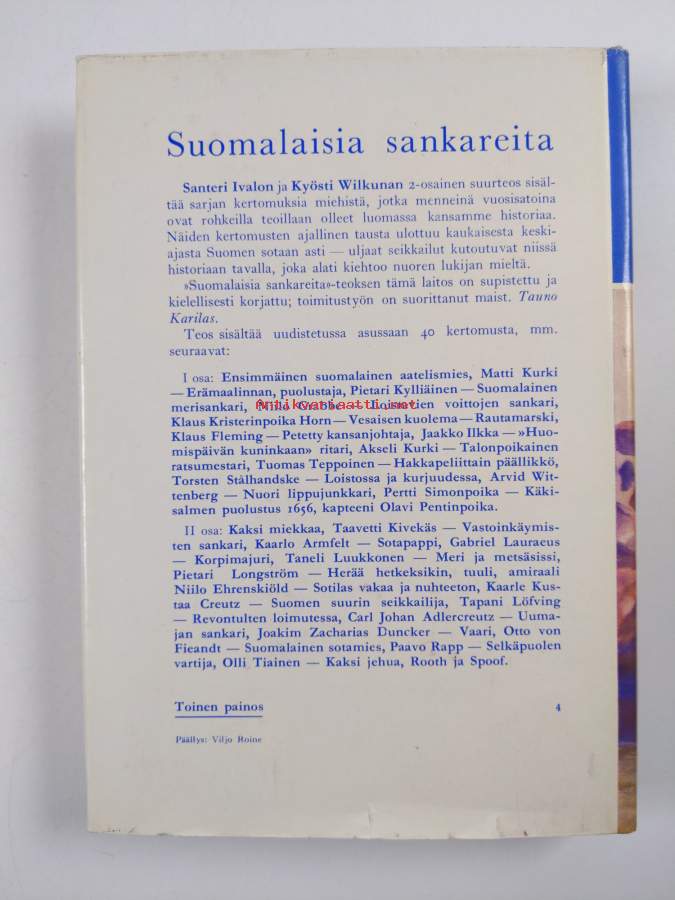 Suomalaisia sankareita
Santeri Ivalon ja Kyösti Wilkunan 2-osainen suurteos sisäl-
tää sarjan kertomuksia miehistä, jotka menneinä vuosisatoina
ovat rohkeilla teoillaan olleet luomassa kansamme historiaa.
Näiden kertomusten ajallinen tausta ulottuu kaukaisesta keski-
ajasta Suomen sotaan asti — uljaat seikkailut kutoutuvat niissä
historiaan tavalla, joka alati kiehtoo nuoren lukijan mieltä.
»Suomalaisia sankareita»-teoksen tämä laitos on supistettu ja
kielellisesti korjattu; toimitustyön on suorittanut maist. Tauno
Karilas.
Teos sisältää uudistetussa asussaan 40 kertomusta, mm.
seuraavat:
I osa: Ensimmäinen suomalainen aatelismies, Matti Kurki
— Erämaalinnan, puolustaja, Pietari Kylliäinen — Suomalainen
merisankari, Niilo Grabbe — Loistetien voittojen sankari,
antikvariaatti.net
Klaus Kristerinpoika Horn — Vesaisen kuolema — Rautamarski,
Klaus Fleming — Petetty kansanjohtaja, Jaakko Ilkka — »Huo-
mispäivän kuninkaan» ritari, Akseli Kurki — Talonpoikainen
ratsumestari, Tuomas Teppoinen — Hakkapeliittain päällikkö,
Torsten Stålhandske — Loistossa ja kurjuudessa, Arvid Wit-
tenberg — Nuori lippujunkkari, Pertti Simonpoika — Käki-
salmen puolustus 1656, kapteeni Olavi Pentinpoika.
II osa: Kaksi miekkaa, Taavetti Kivekäs — Vastoinkäymis-
ten sankari, Kaarlo Armfelt — Sotapappi, Gabriel Lauraeus
— Korpimajuri, Taneli Luukkonen — Meri ja metsäsissi,
Pietari Longström — Herää hetkeksikin, tuuli, amiraali
Niilo Ehrenskiöld — Sotilas vakaa ja nuhteeton, Kaarle Kus-
taa Creutz — Suomen suurin seikkailija, Tapani Löfving
— Revontulten loimutessa, Carl Johan Adlercreutz — Uuma-
jan sankari, Joakim Zacharias Duncker — Vaari, Otto von
Fieandt — Suomalainen sotamies, Paavo Rapp — Selkäpuolen
vartija, Olli Tiainen — Kaksi jehua, Rooth ja Spoof.
Toinen painos 4
Päällys: Viljo Roine